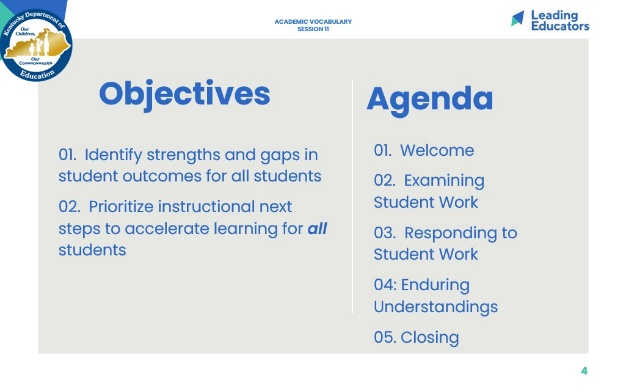 Kentucky Department of
Our
Children,
Our
Commonwealth
Education
ACADEMIC VOCABULARY
SESSION 11
Leading
Educators
Objectives
01.  Identify strengths and gaps in
student outcomes for all students
02.  Prioritize instructional next
steps to accelerate learning for all
students
Agenda
01.  Welcome
02.  Examining
Student Work
03.  Responding to
Student Work
04: Enduring
Understandings
05. Closing
4